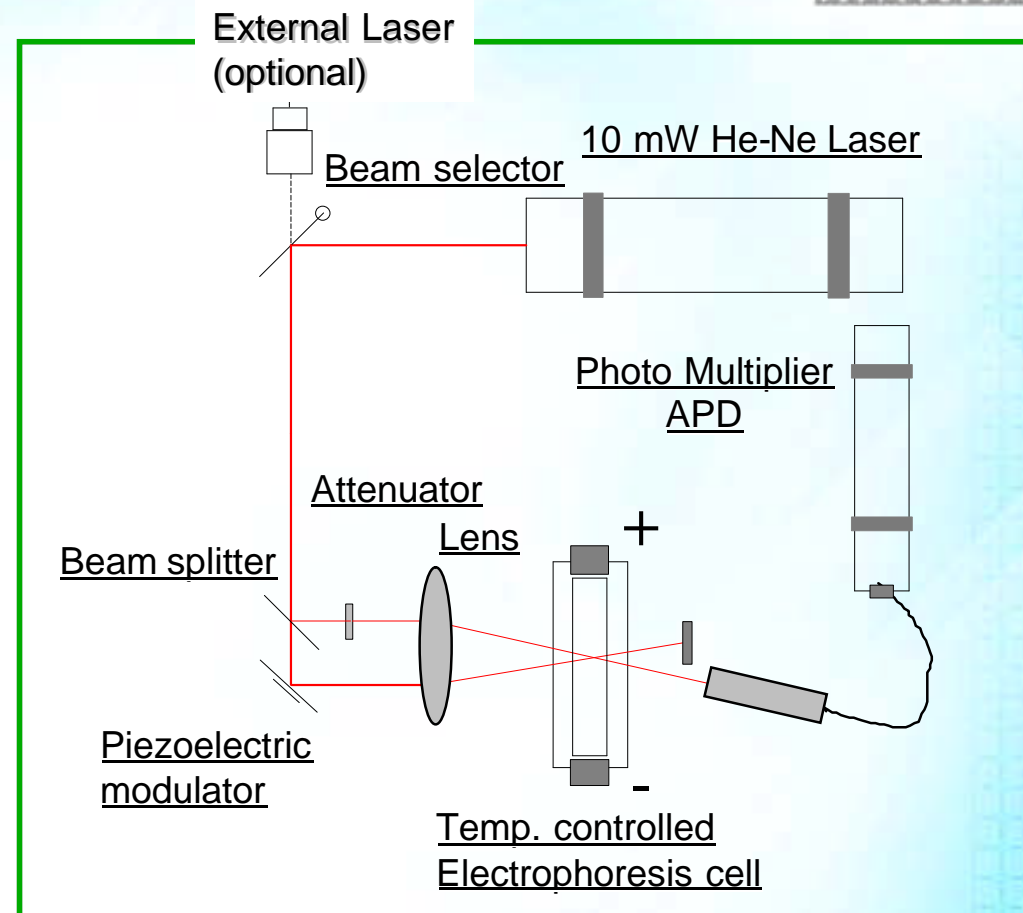 External Laser
(optional)
10 mW He-Ne Laser
Beam selector
Photo Multiplier
APD
Attenuator
Lens
+
Beam splitter
Piezoelectric
modulator
-
Temp. controlled
Electrophoresis cell